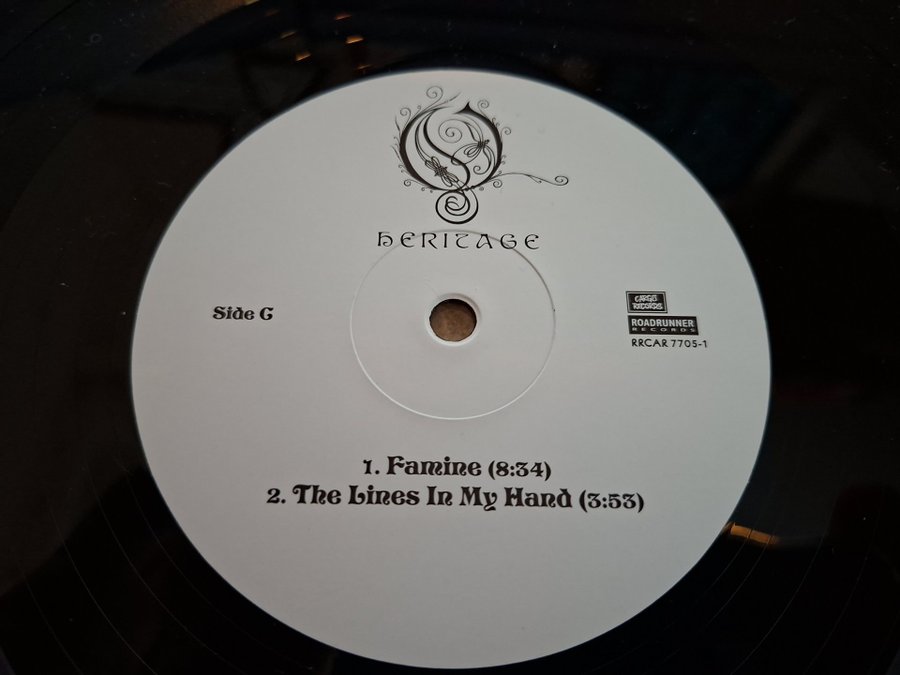 HERITAGE
Side C
CARGO
RECORDS
ROADRUNNER
RECORDS
RRCAR 7705-1
1. Famine (8:34)
2. The Lines In My Hand (3:53)